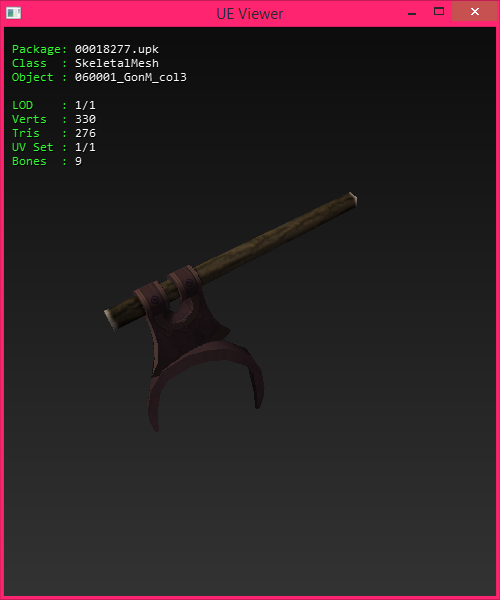 UE Viewer
Package: 00018277.upk
Class : SkeletalMesh
Object : 060001_GonM_col3
LOD : 1/1
Verts : 330
Tris : 276
UV Set : 1/1
Bones : 9